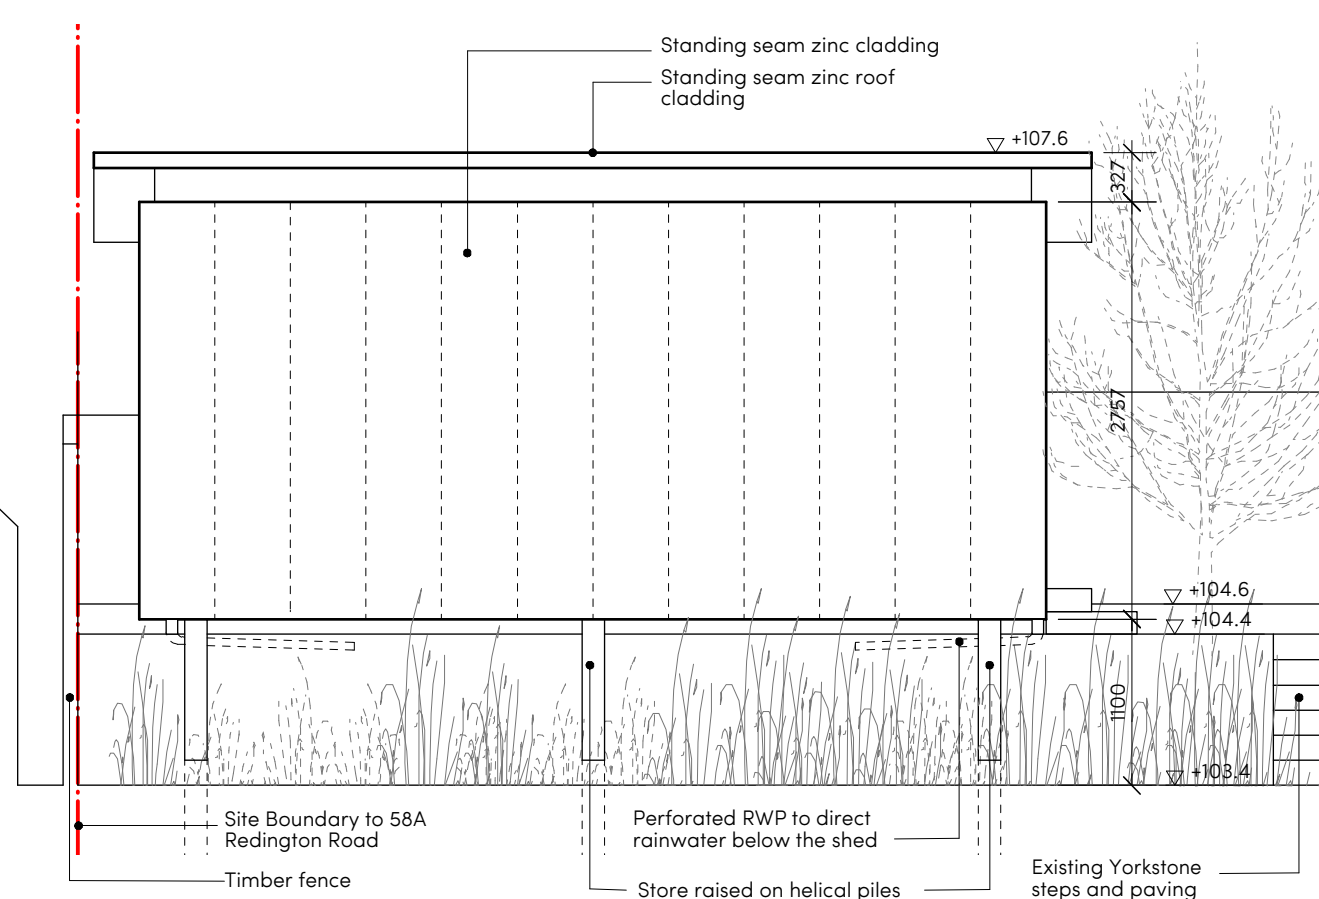 Standing seam zinc cladding
Standing seam zinc roof
cladding
+107.6
327
2757
+104.6
+104.4
1100
+103.4
Site Boundary to 58A
Redington Road
Perforated RWP to direct
rainwater below the shed
Timber fence
Store raised on helical piles
Existing Yorkstone
steps and paving